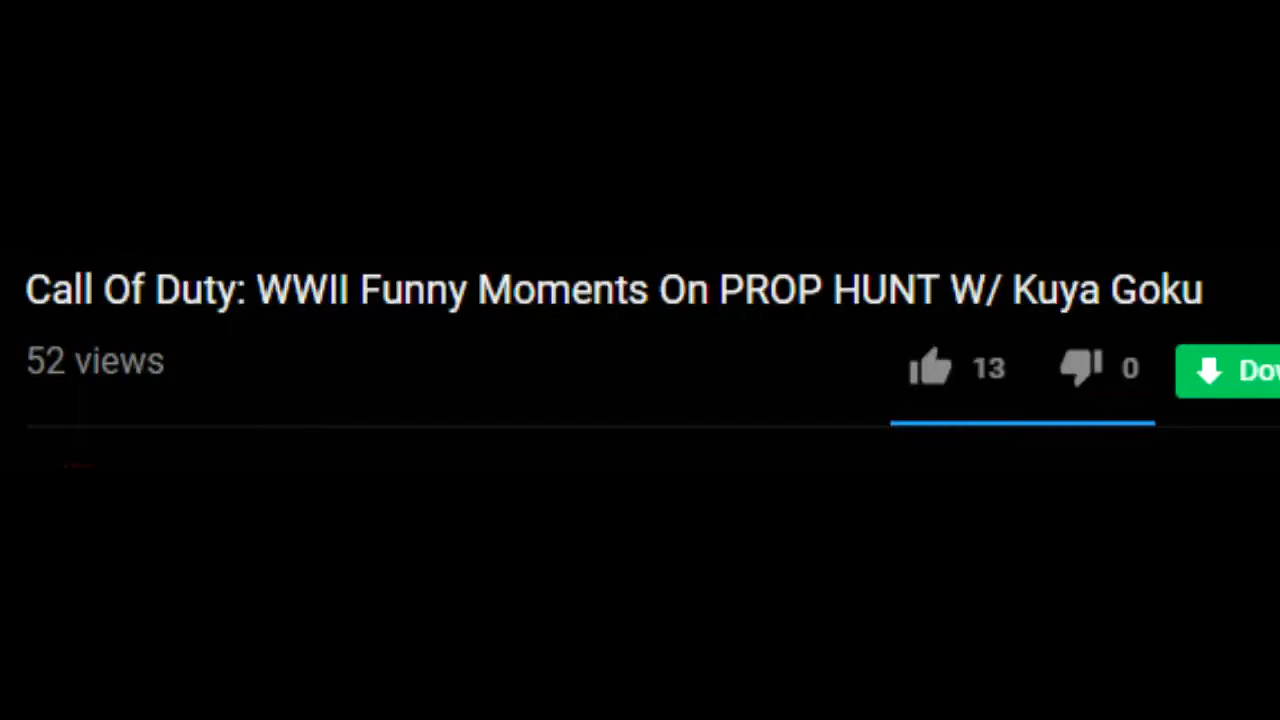 Call Of Duty: WWII Funny Moments On PROP HUNT W/ Kuya Goku
52 views
13 0